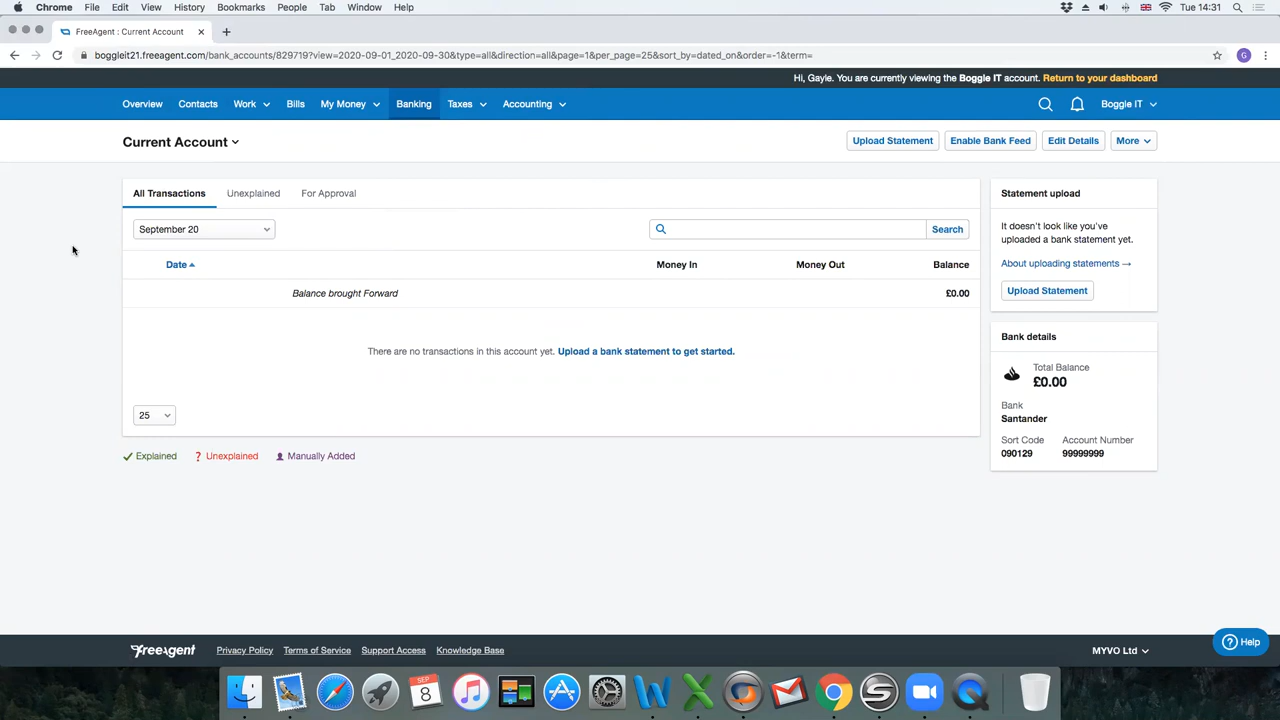 Chrome File Edit View History Bookmarks People Tab Window Help Tue 14:31
FreeAgent : Current Account
boggleit21.freeagent.com/bank_accounts/829719?view=2020-09-01_2020-09-30&type=all&direction=all&page=1&per_page=25&sort_by=dated_on&order=-1&term= G
Hi, Gayle. You are currently viewing the Boggle IT account. Return to your dashboard
Overview Contacts Work Bills My Money Banking Taxes Accounting Boggle IT
Current Account Upload Statement Enable Bank Feed Edit Details More
All Transactions Unexplained For Approval
September 20 Search
Date Money In Money Out Balance
Balance brought Forward £0.00
There are no transactions in this account yet. Upload a bank statement to get started.
25
Explained ? Unexplained Manually Added
Statement upload
It doesn't look like you've
uploaded a bank statement yet.
About uploading statements →
Upload Statement
Bank details
Total Balance
£0.00
Bank
Santander
Sort Code Account Number
090129 99999999
? Help
freeagent Privacy Policy Terms of Service Support Access Knowledge Base MYVO Ltd
SEP
8